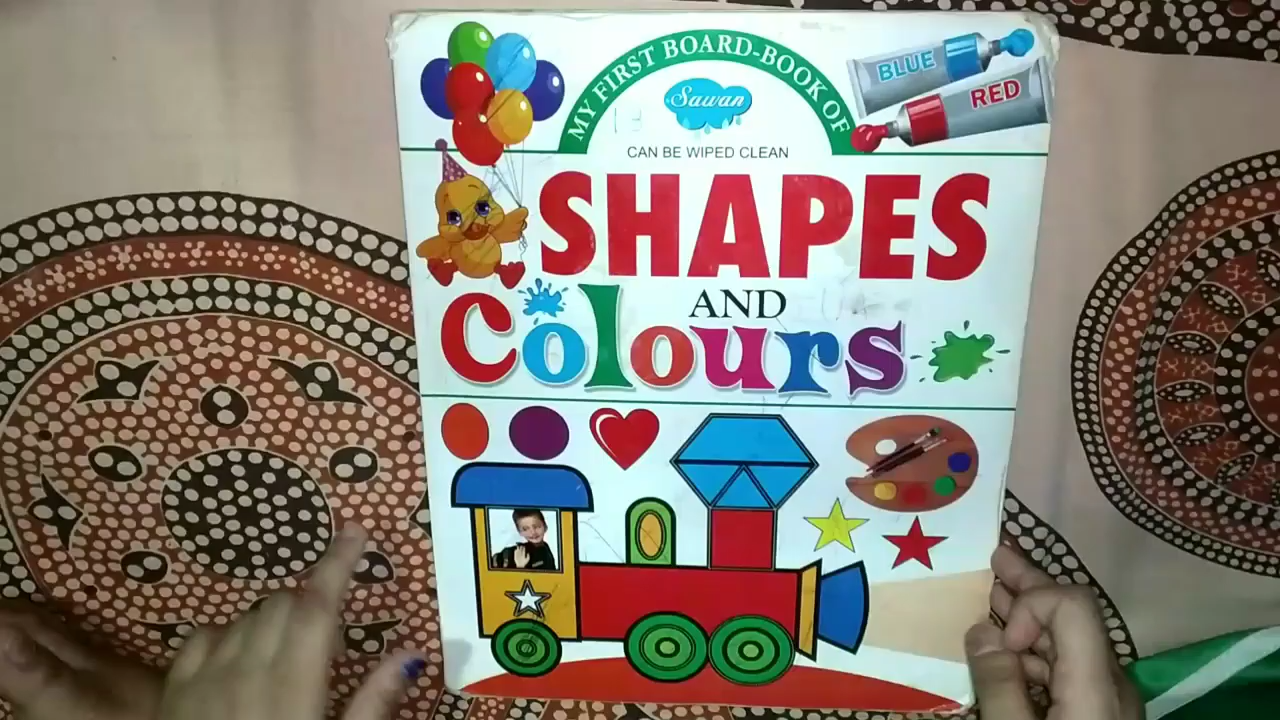 MY FIRST BOARD-BOOK OF
Sawan
CAN BE WIPED CLEAN
BLUE
RED
SHAPES
AND
Colours